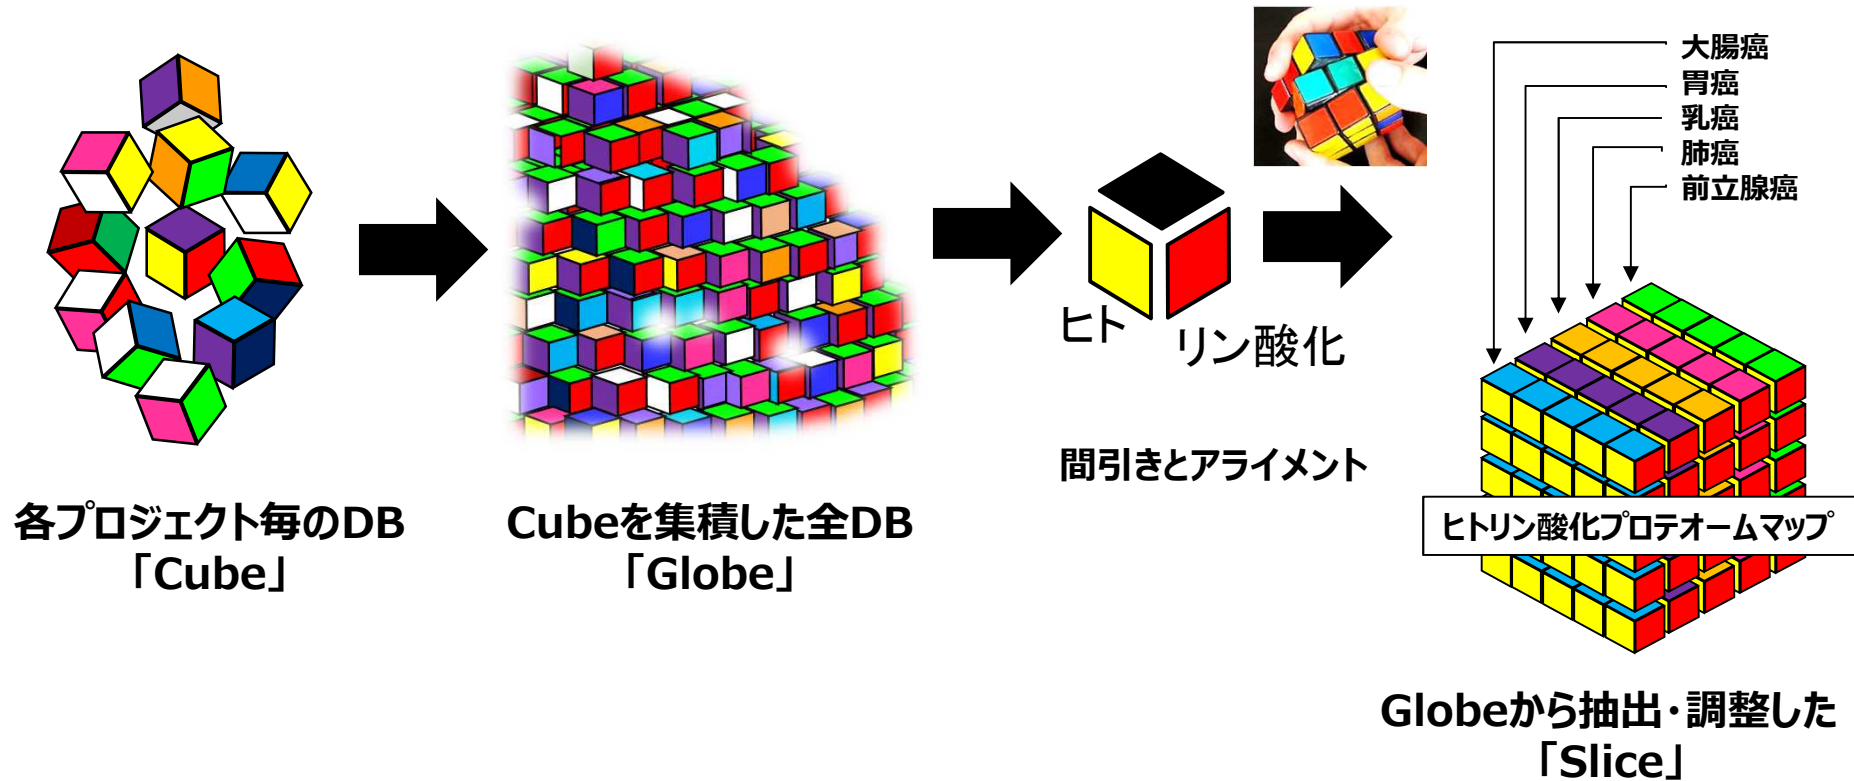 大腸癌
胃癌
乳癌
肺癌
前立腺癌
ヒト
リン酸化
間引きとアライメント
各プロジェクト毎のDB
「Cube」
Cubeを集積した全DB
「Globe」
ヒトリン酸化プロテオームマップ
Globeから抽出・調整した
「Slice」